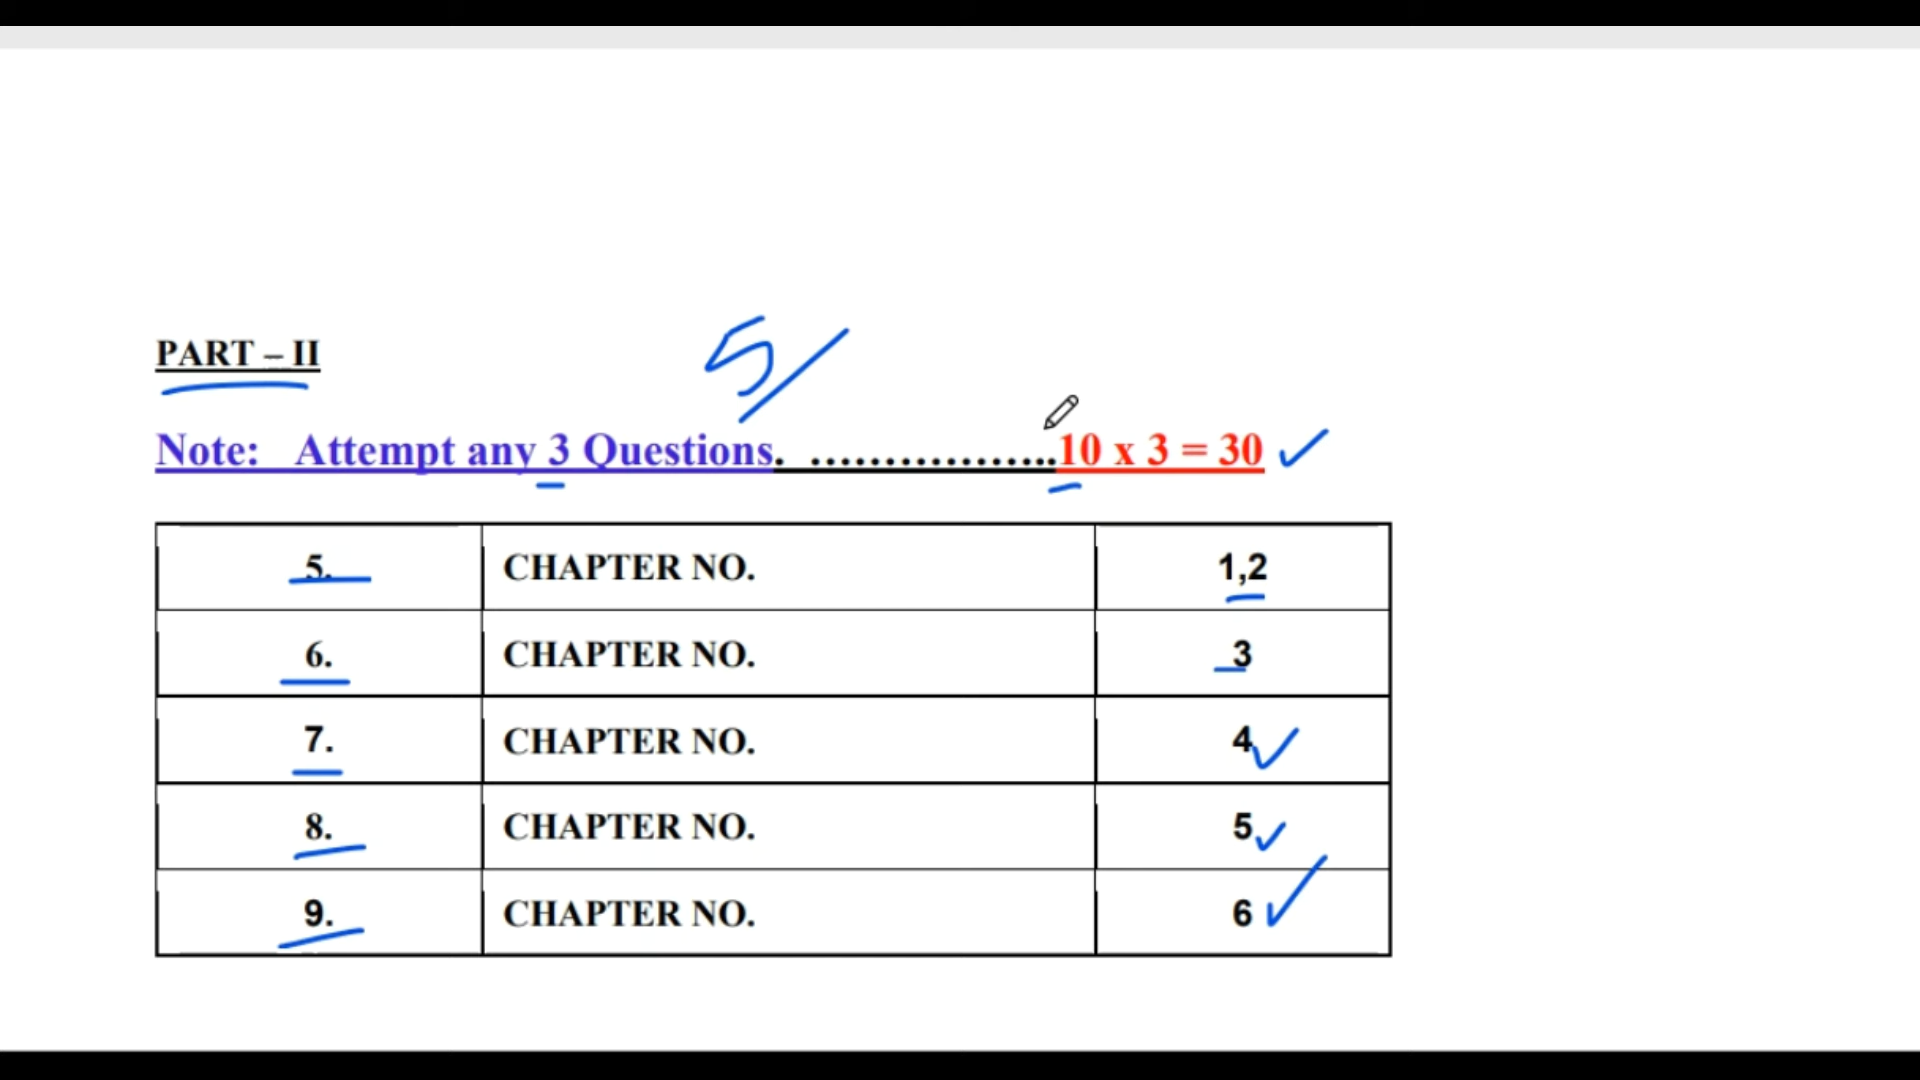 PART – II
5/
Note: Attempt any 3 Questions. ………………..10 x 3 = 30 ✓
5. CHAPTER NO. 1,2
6. CHAPTER NO. 3
7. CHAPTER NO. 4 ✓
8. CHAPTER NO. 5 ✓
9. CHAPTER NO. 6 ✓